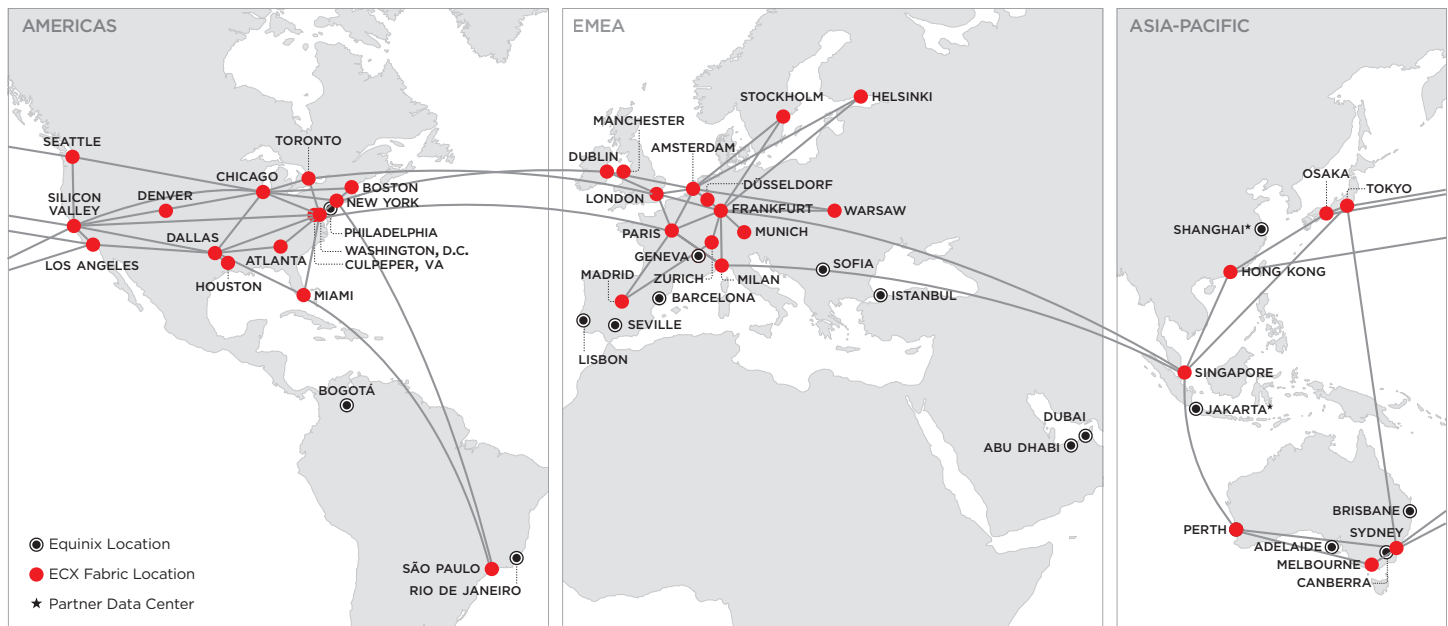 AMERICAS
SEATTLE
TORONTO
CHICAGO
BOSTON
SILICON
VALLEY
DENVER
NEW YORK
PHILADELPHIA
DALLAS
WASHINGTON, D.C.
ATLANTA
CULPEPER, VA
LOS ANGELES
HOUSTON
MIAMI
BOGOTÁ
SÃO PAULO
RIO DE JANEIRO
Equinix Location
ECX Fabric Location
★ Partner Data Center
EMEA
STOCKHOLM
HELSINKI
MANCHESTER
AMSTERDAM
DUBLIN
DÜSSELDORF
LONDON
FRANKFURT
WARSAW
PARIS
MUNICH
GENEVA
SOFIA
MADRID
ZURICH
MILAN
BARCELONA
ISTANBUL
SEVILLE
LISBON
DUBAI
ABU DHABI
ASIA-PACIFIC
OSAKA
TOKYO
SHANGHAI★
HONG KONG
SINGAPORE
JAKARTA★
BRISBANE
PERTH
SYDNEY
ADELAIDE
MELBOURNE
CANBERRA